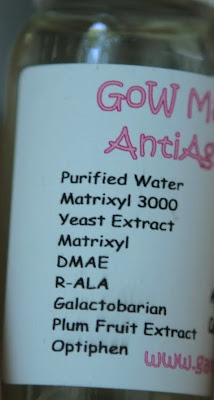 GoW
AntiAg
Purified Water
Matrixyl 3000
Yeast Extract
Matrixyl
DMAE
R-ALA
Galactobarian
Plum Fruit Extract
Optiphen
www.ga